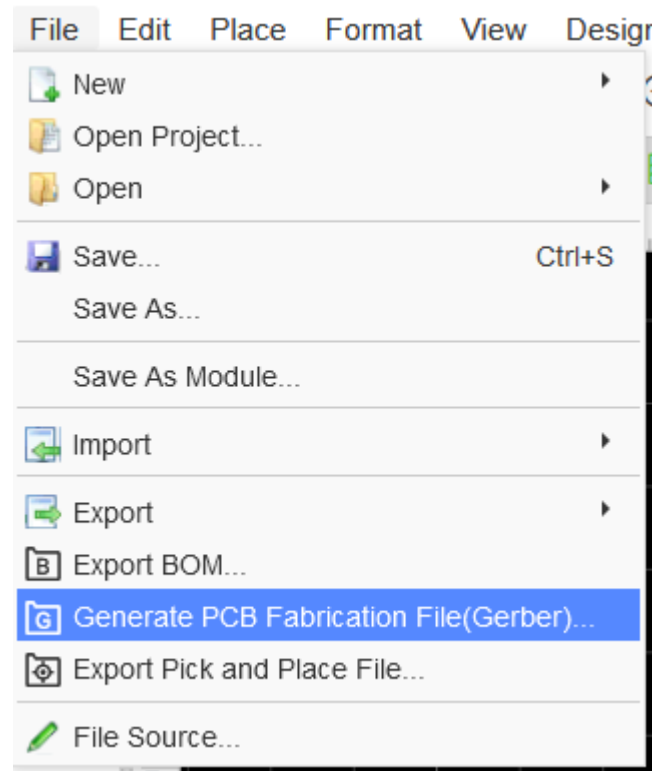 File Edit Place Format View Design
New
Open Project...
Open
Save... Ctrl+S
Save As...
Save As Module...
Import
Export
B Export BOM...
G Generate PCB Fabrication File(Gerber)...
Export Pick and Place File...
File Source...